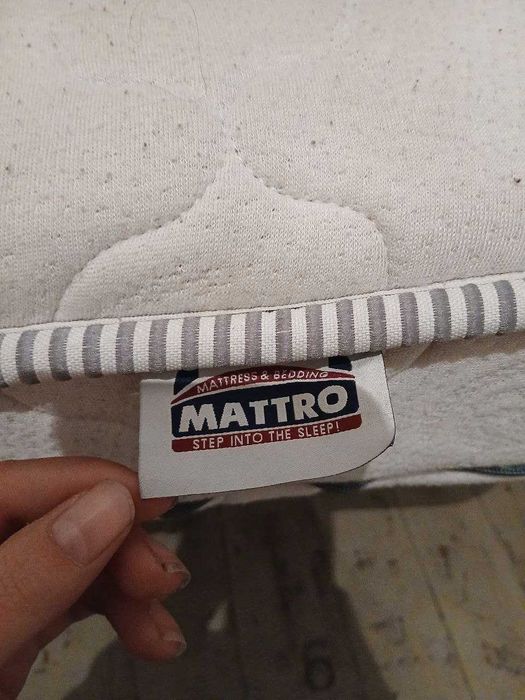 MATTRESS & BEDDING
MATTRO
STEP INTO THE SLEEP!